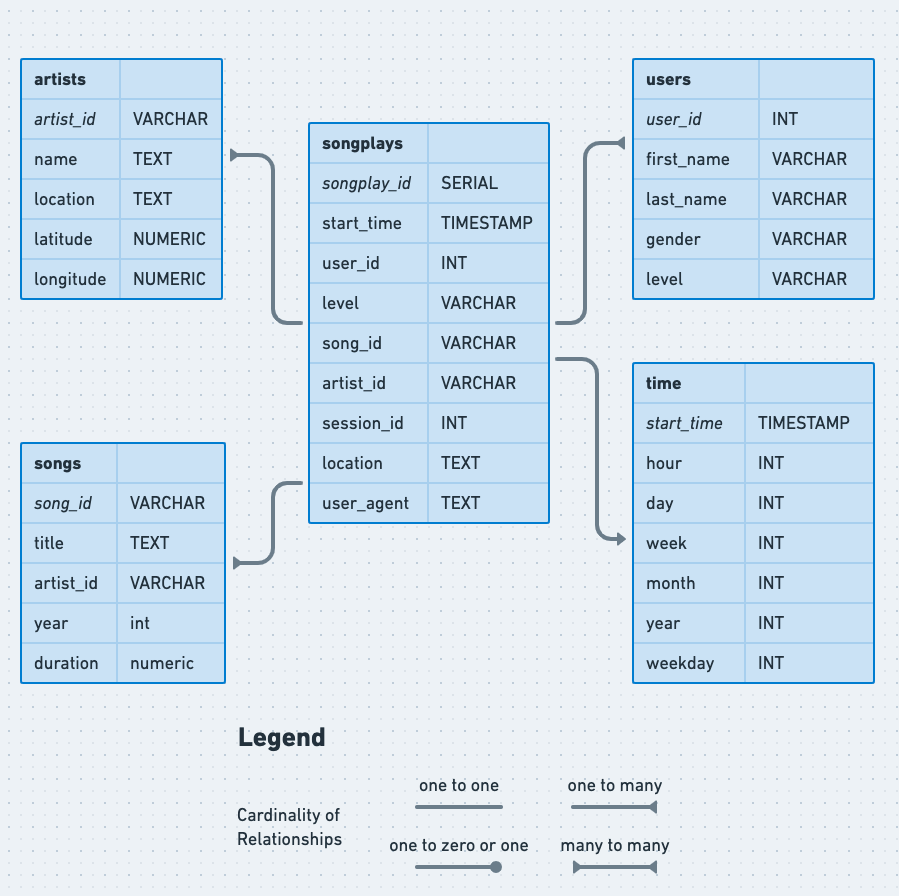 artists
artist_id VARCHAR
name TEXT
location TEXT
latitude NUMERIC
longitude NUMERIC
songplays
songplay_id SERIAL
start_time TIMESTAMP
user_id INT
level VARCHAR
song_id VARCHAR
artist_id VARCHAR
session_id INT
location TEXT
user_agent TEXT
users
user_id INT
first_name VARCHAR
last_name VARCHAR
gender VARCHAR
level VARCHAR
songs
song_id VARCHAR
title TEXT
artist_id VARCHAR
year int
duration numeric
time
start_time TIMESTAMP
hour INT
day INT
week INT
month INT
year INT
weekday INT
Legend
Cardinality of
Relationships
one to one
one to many
one to zero or one
many to many